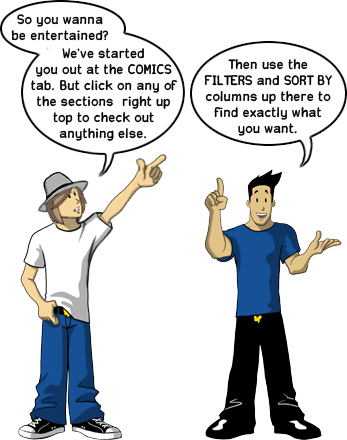 So you wanna
be entertained?
We've started
you out at the COMICS
tab. But click on any of
the sections right up
top to check out
anything else.
Then use the
FILTERS and SORT BY
columns up there to
find exactly what
you want.